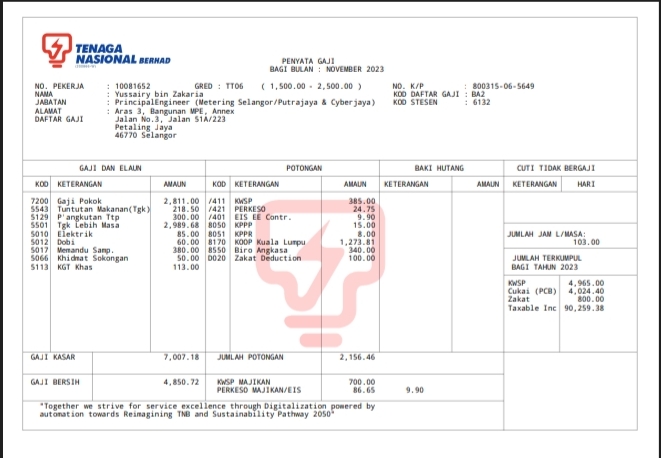 TENAGA
NASIONAL BERHAD
PENYATA GAJI
BAGI BULAN : NOVEMBER 2023
NO. PEKERJA : 10081652 GRED : TT06 ( 1,500.00 - 2,500.00 ) NO. K/P : 800315-06-5649
NAMA : Yussairy bin Zakaria KOD DAFTAR GAJI : BA2
JABATAN : PrincipalEngineer (Metering Selangor/Putrajaya & Cyberjaya) KOD STESEN : 6132
ALAMAT : Aras 3, Bangunan MPE, Annex
DAFTAR GAJI Jalan No.3, Jalan 51A/223
Petaling Jaya
46770 Selangor
GAJI DAN ELAUN POTONGAN BAKI HUTANG CUTI TIDAK BERGAJI
KOD KETERANGAN AMAUN KOD KETERANGAN AMAUN KETERANGAN AMAUN KETERANGAN HARI
7200 Gaji Pokok 2,811.00 /411 KWSP 385.00
5543 Tuntutan Makanan(Tgk) 218.50 /421 PERKESO 24.75
5129 P'angkutan Ttp 300.00 /401 EIS EE Contr. 9.90
5501 Tgk Lebih Masa 2,989.68 8050 KPPP 15.00
5010 Elektrik 85.00 8051 KPPR 8.00
5012 Dobi 60.00 8170 KOOP Kuala Lumpu 1,273.81
5017 Memandu Samp. 380.00 8550 Biro Angkasa 340.00
5066 Khidmat Sokongan 50.00 D020 Zakat Deduction 100.00
5113 KGT Khas 113.00
JUMLAH JAM L/MASA:
103.00
JUMLAH TERKUMPUL
BAGI TAHUN 2023
KWSP 4,965.00
Cukai (PCB) 4,024.40
Zakat 800.00
Taxable Inc 90,259.38
GAJI KASAR 7,007.18 JUMLAH POTONGAN 2,156.46
GAJI BERSIH 4,850.72 KWSP MAJIKAN 700.00
PERKESO MAJIKAN/EIS 86.65 9.90
"Together we strive for service excellence through Digitalization powered by
automation towards Reimagining TNB and Sustainability Pathway 2050"